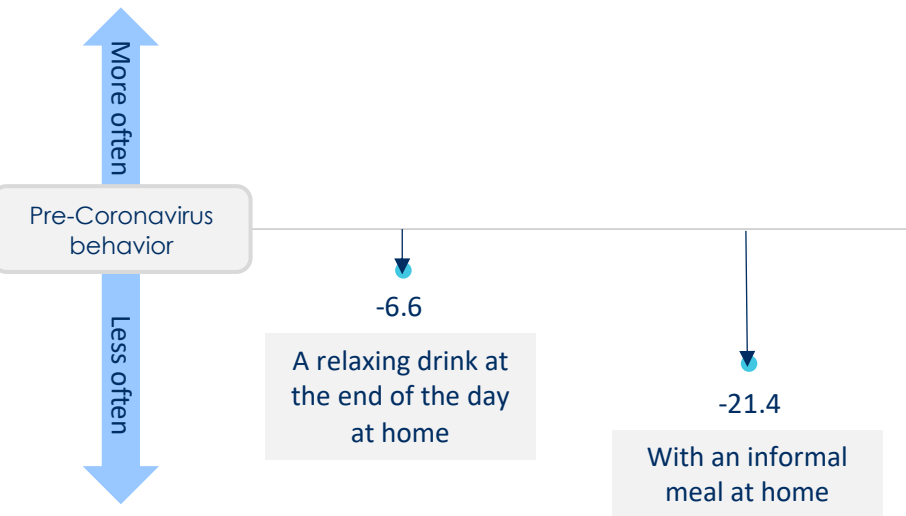 More often
Pre-Coronavirus
behavior
Less often
-6.6
A relaxing drink at
the end of the day
at home
-21.4
With an informal
meal at home